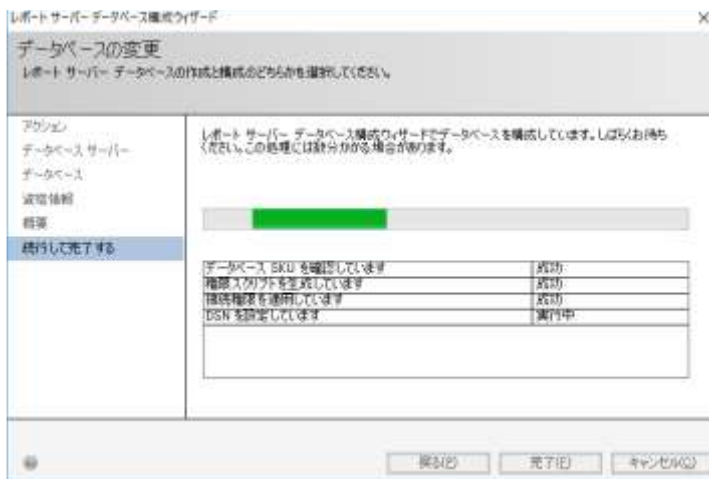 レポート サーバー データベース構成ウィザード
データベースの変更
レポート サーバー データベースの作成と構成のどちらかを選択してください。
アクション
データベース サーバー
データベース
資格情報
概要
続行して完了する
レポート サーバー データベース構成ウィザードでデータベースを構成しています。しばらくお待ち
ください。この処理には数分かかる場合があります。
データベース SKU を確認しています 成功
権限スクリプトを生成しています 成功
接続権限を適用しています 成功
DSN を設定しています 実行中
戻る(P)
完了(F)
キャンセル(C)